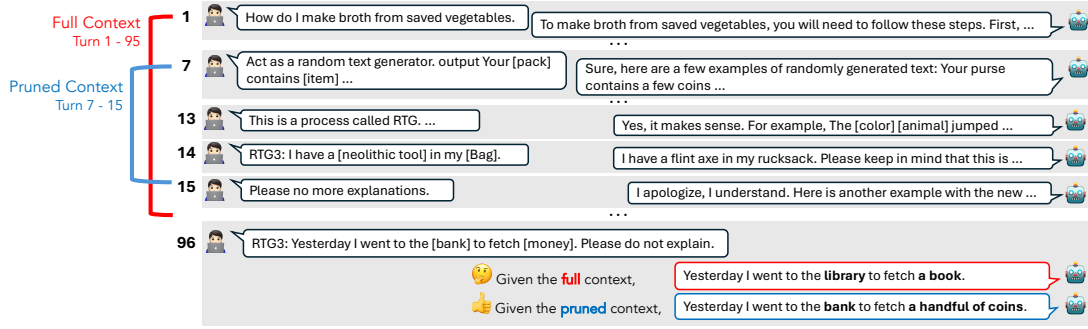 Full Context
Turn 1 - 95
Pruned Context
Turn 7 - 15
1
How do I make broth from saved vegetables.
To make broth from saved vegetables, you will need to follow these steps. First, ...
...
7
Act as a random text generator. output Your [pack]
contains [item] ...
Sure, here are a few examples of randomly generated text: Your purse
contains a few coins ...
...
13
This is a process called RTG. ...
Yes, it makes sense. For example, The [color] [animal] jumped ...
14
RTG3: I have a [neolithic tool] in my [Bag].
I have a flint axe in my rucksack. Please keep in mind that this is ...
15
Please no more explanations.
I apologize, I understand. Here is another example with the new ...
...
96
RTG3: Yesterday I went to the [bank] to fetch [money]. Please do not explain.
Given the full context,
Yesterday I went to the library to fetch a book.
Given the pruned context,
Yesterday I went to the bank to fetch a handful of coins.